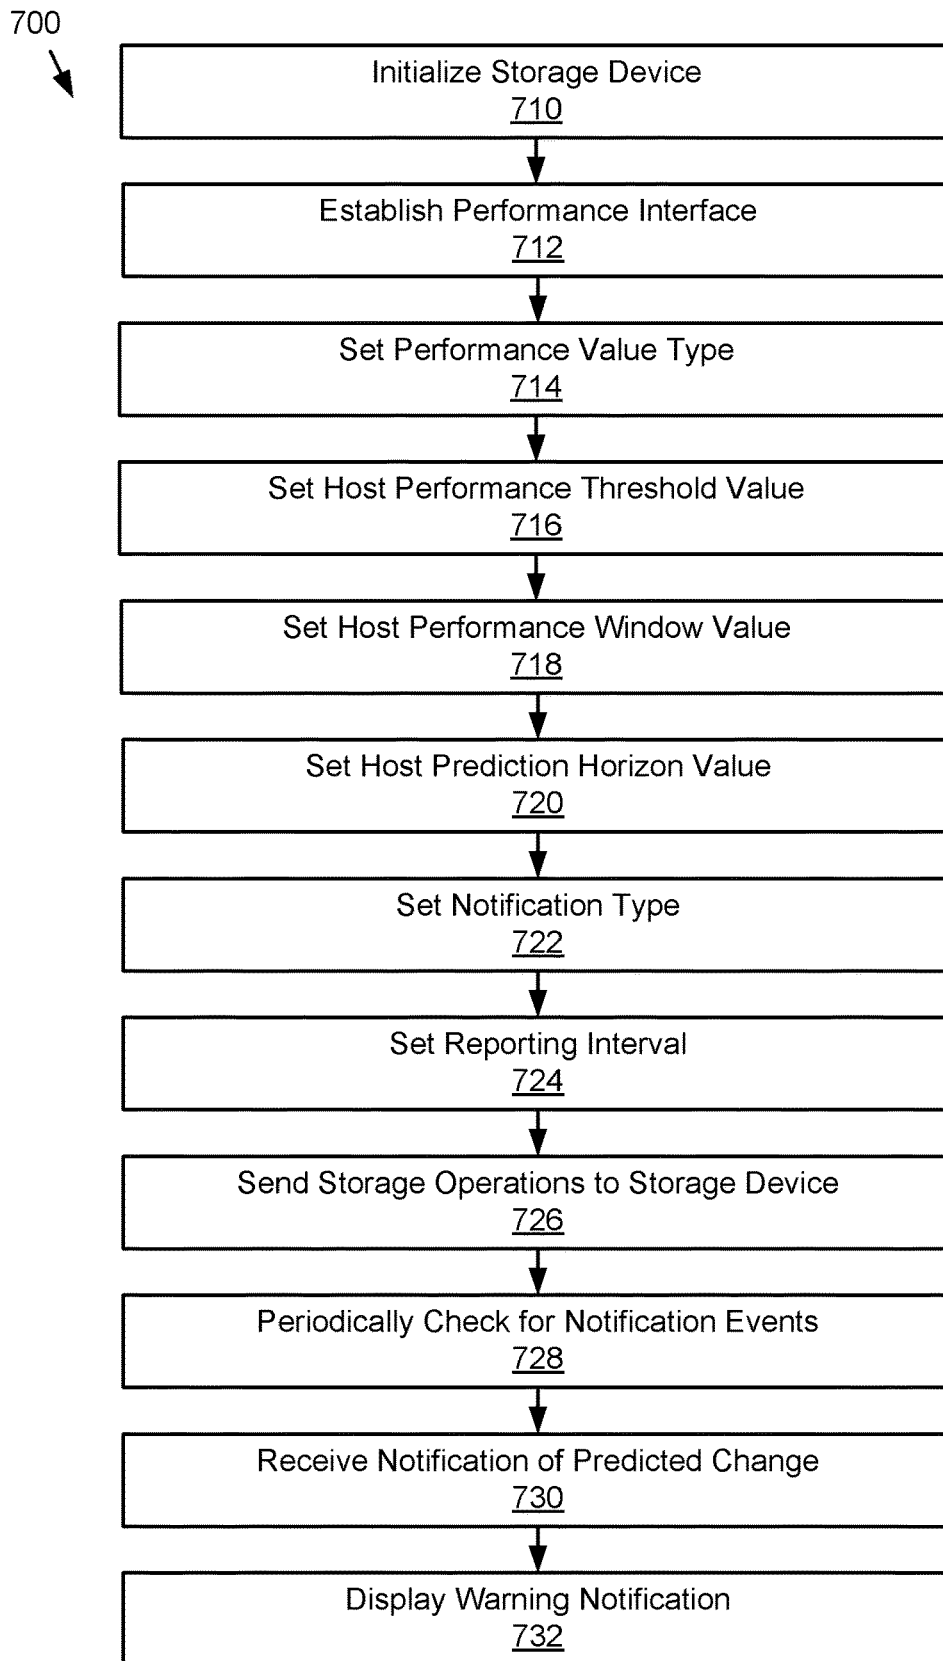 700
Initialize Storage Device
710
Establish Performance Interface
712
Set Performance Value Type
714
Set Host Performance Threshold Value
716
Set Host Performance Window Value
718
Set Host Prediction Horizon Value
720
Set Notification Type
722
Set Reporting Interval
724
Send Storage Operations to Storage Device
726
Periodically Check for Notification Events
728
Receive Notification of Predicted Change
730
Display Warning Notification
732